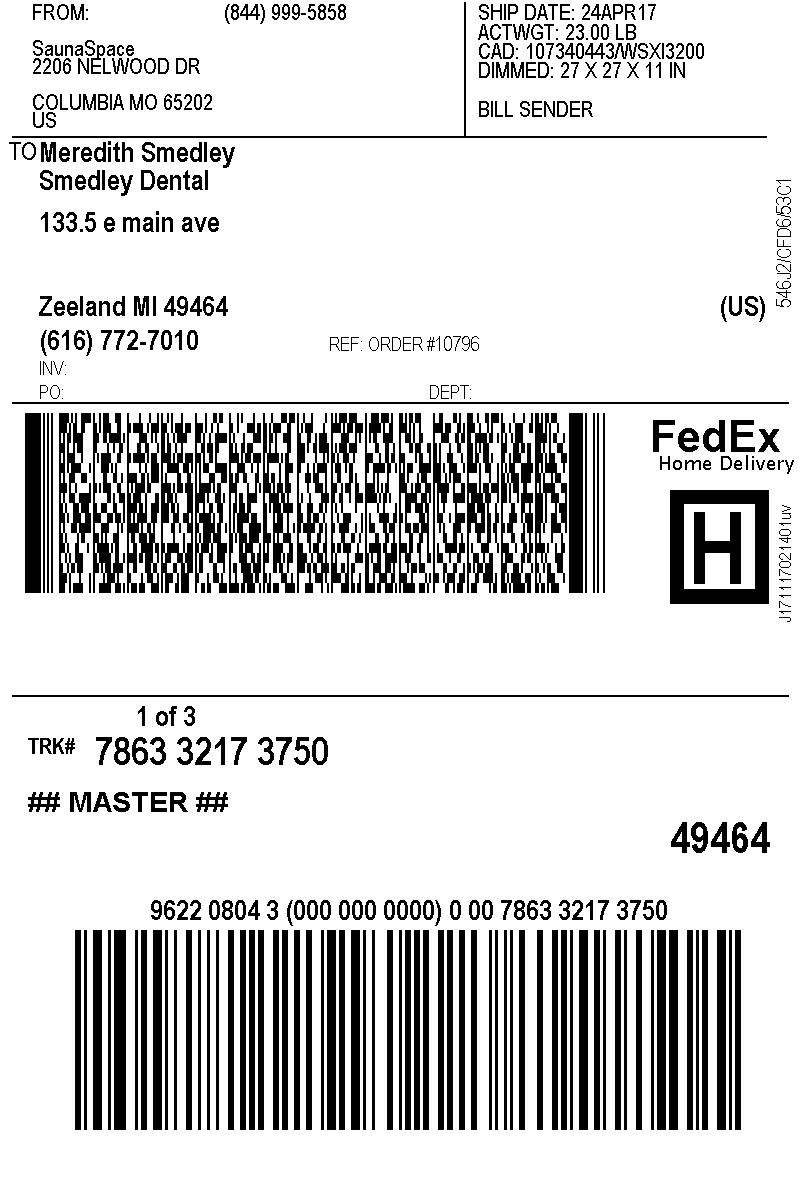 FROM: (844) 999-5858
SaunaSpace
2206 NELWOOD DR
COLUMBIA MO 65202
US
SHIP DATE: 24APR17
ACTWGT: 23.00 LB
CAD: 107340443/WSXI3200
DIMMED: 27 X 27 X 11 IN
BILL SENDER
TO Meredith Smedley
Smedley Dental
133.5 e main ave
Zeeland MI 49464 (US)
(616) 772-7010 REF: ORDER #10796
INV:
PO: DEPT:
546J2/CFD6/53C1
FedEx
Home Delivery
H
J171117021401uv
1 of 3
TRK# 7863 3217 3750
## MASTER ##
49464
9622 0804 3 (000 000 0000) 0 00 7863 3217 3750